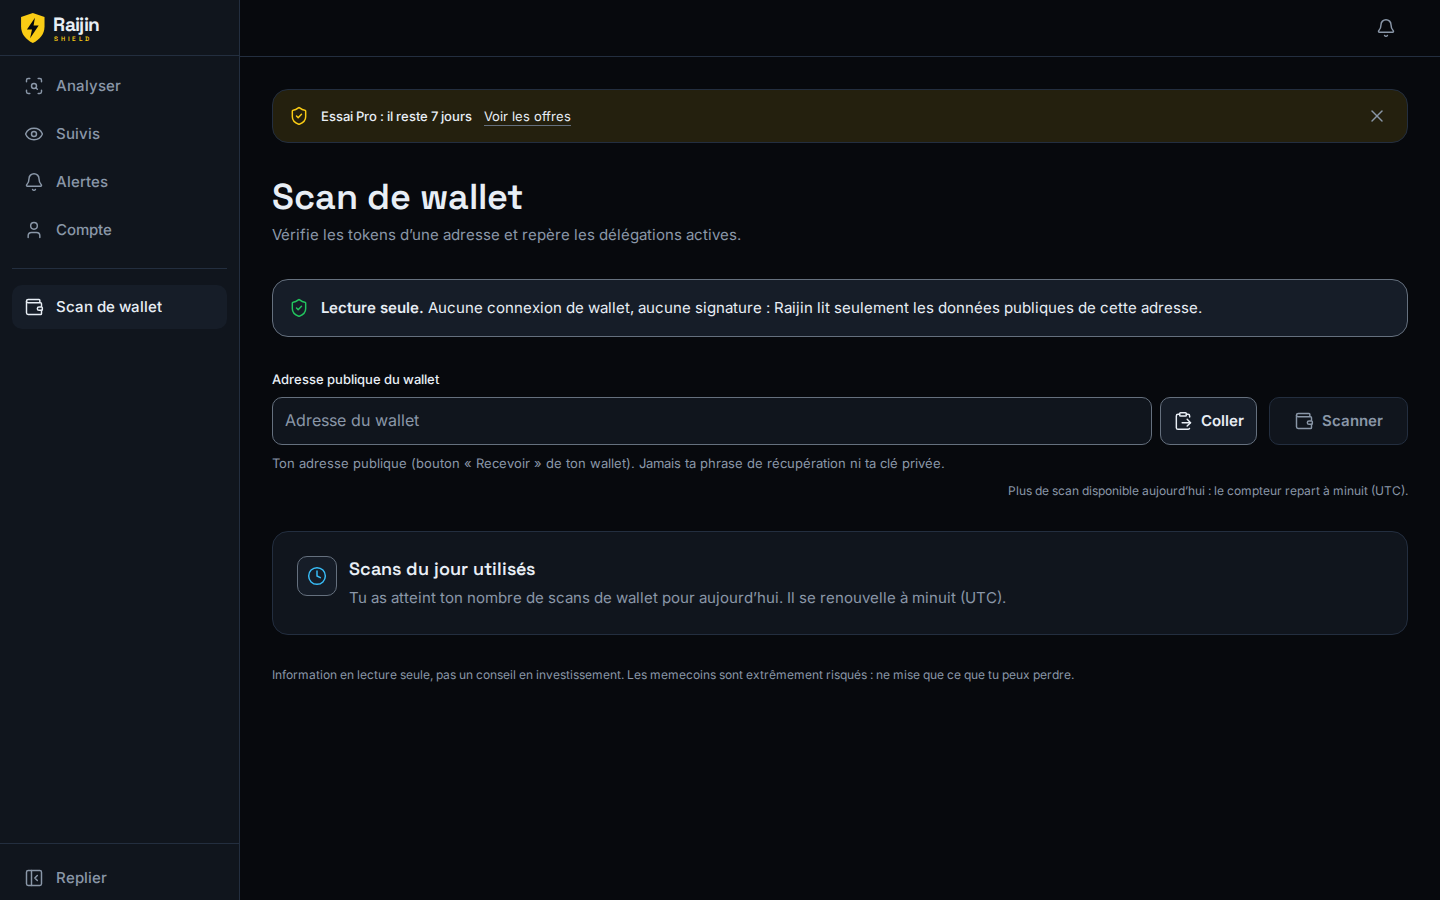 Raijin
SHIELD
Analyser
Suivis
Alertes
Compte
Scan de wallet
Replier
Essai Pro : il reste 7 jours Voir les offres
Scan de wallet
Vérifie les tokens d’une adresse et repère les délégations actives.
Lecture seule. Aucune connexion de wallet, aucune signature : Raijin lit seulement les données publiques de cette adresse.
Adresse publique du wallet
Adresse du wallet
Coller
Scanner
Ton adresse publique (bouton « Recevoir » de ton wallet). Jamais ta phrase de récupération ni ta clé privée.
Plus de scan disponible aujourd’hui : le compteur repart à minuit (UTC).
Scans du jour utilisés
Tu as atteint ton nombre de scans de wallet pour aujourd’hui. Il se renouvelle à minuit (UTC).
Information en lecture seule, pas un conseil en investissement. Les memecoins sont extrêmement risqués : ne mise que ce que tu peux perdre.